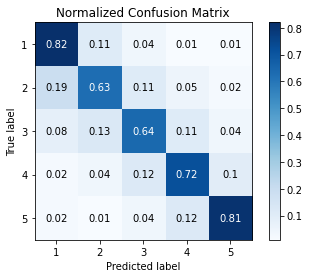 Normalized Confusion Matrix
1 0.82 0.11 0.04 0.01 0.01
2 0.19 0.63 0.11 0.05 0.02
3 0.08 0.13 0.64 0.11 0.04
4 0.02 0.04 0.12 0.72 0.1
5 0.02 0.01 0.04 0.12 0.81
1 2 3 4 5
Predicted label
True label
0.8
0.7
0.6
0.5
0.4
0.3
0.2
0.1